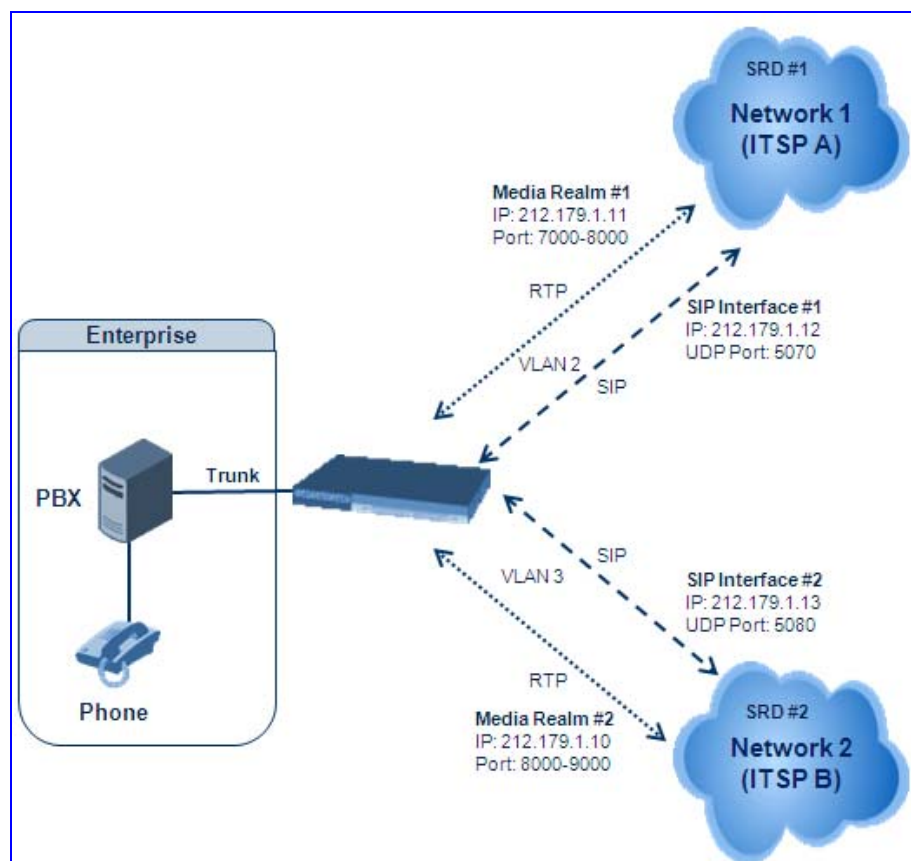 SRD #1
Network 1
(ITSP A)
Media Realm #1
IP: 212.179.1.11
Port: 7000-8000
RTP
SIP Interface #1
IP: 212.179.1.12
UDP Port: 5070
VLAN 2
SIP
Enterprise
PBX
Trunk
Phone
SIP
VLAN 3
SIP Interface #2
IP: 212.179.1.13
UDP Port: 5080
RTP
Media Realm #2
IP: 212.179.1.10
Port: 8000-9000
SRD #2
Network 2
(ITSP B)